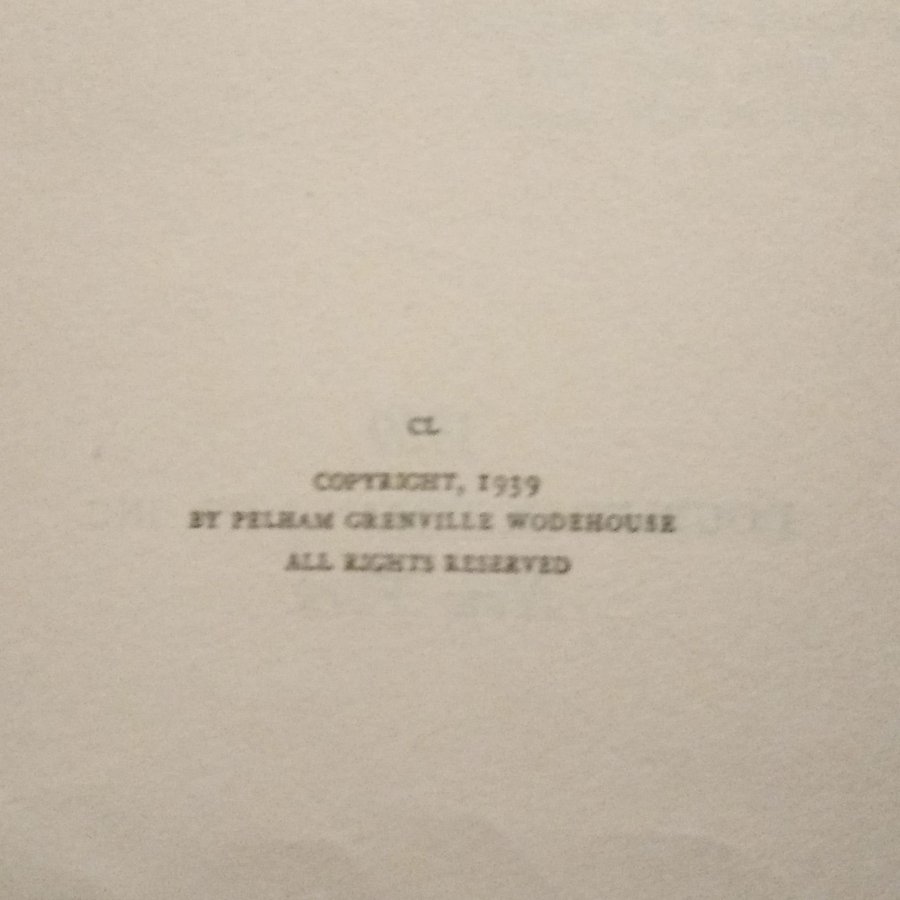 CL
COPYRIGHT, 1939
BY PELHAM GRENVILLE WODEHOUSE
ALL RIGHTS RESERVED